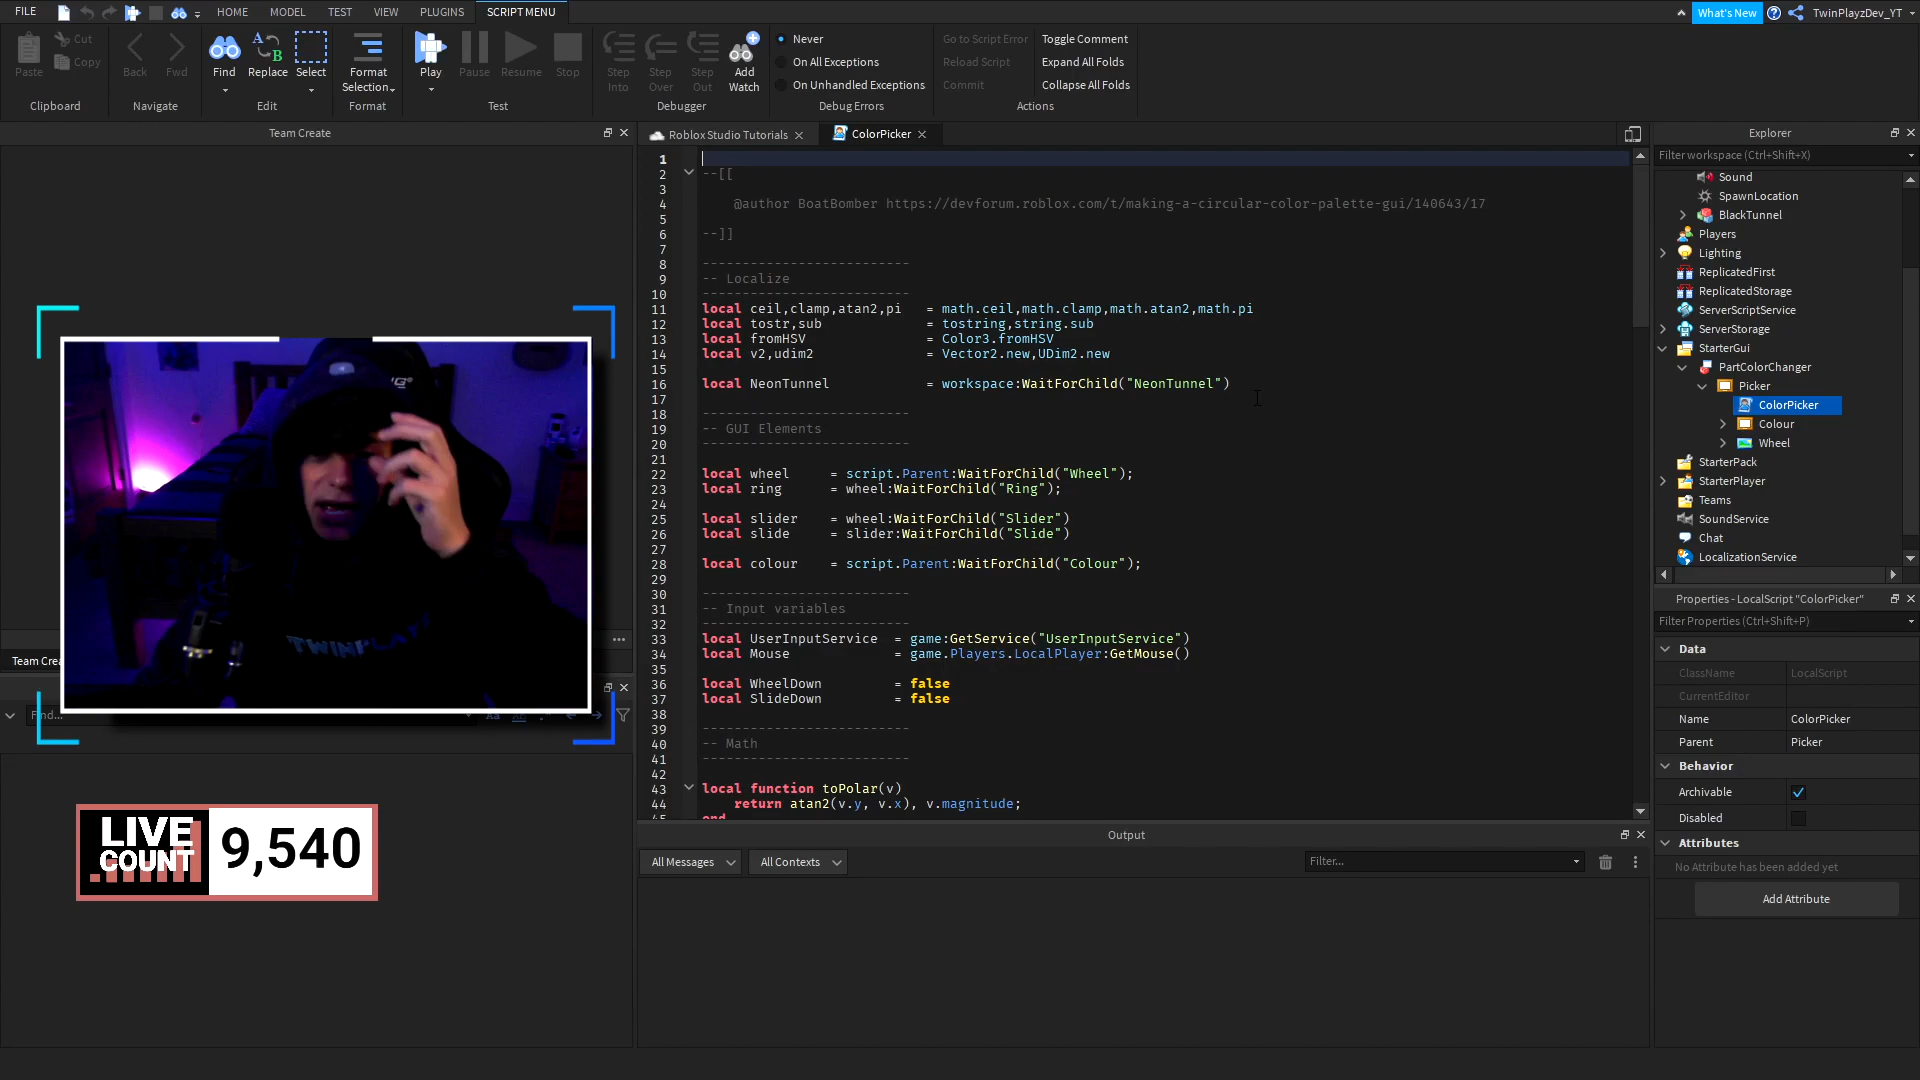 FILE HOME MODEL TEST VIEW PLUGINS SCRIPT MENU What's New TwinPlayzDev_YT
Paste Cut Copy
Clipboard
Back Fwd
Navigate
Find Replace Select
Edit
Format Selection
Format
Play Pause Resume Stop
Test
Step Into Step Over Step Out Add Watch
Debugger
Never
On All Exceptions
On Unhandled Exceptions
Debug Errors
Go to Script Error Toggle Comment
Reload Script Expand All Folds
Commit Collapse All Folds
Actions
Team Create
Team Crea
Find...
TWINPLAY
LIVE COUNT 9,540
Roblox Studio Tutorials ColorPicker
1
2 --[[
3
4 @author BoatBomber https://devforum.roblox.com/t/making-a-circular-color-palette-gui/140643/17
5
6 --]]
7
8 --------------------------
9 -- Localize
10 --------------------------
11 local ceil,clamp,atan2,pi = math.ceil,math.clamp,math.atan2,math.pi
12 local tostr,sub = tostring,string.sub
13 local fromHSV = Color3.fromHSV
14 local v2,udim2 = Vector2.new,UDim2.new
15
16 local NeonTunnel = workspace:WaitForChild("NeonTunnel")
17
18 --------------------------
19 -- GUI Elements
20 --------------------------
21
22 local wheel = script.Parent:WaitForChild("Wheel");
23 local ring = wheel:WaitForChild("Ring");
24
25 local slider = wheel:WaitForChild("Slider")
26 local slide = slider:WaitForChild("Slide")
27
28 local colour = script.Parent:WaitForChild("Colour");
29
30 --------------------------
31 -- Input variables
32 --------------------------
33 local UserInputService = game:GetService("UserInputService")
34 local Mouse = game.Players.LocalPlayer:GetMouse()
35
36 local WheelDown = false
37 local SlideDown = false
38
39 --------------------------
40 -- Math
41 --------------------------
42
43 local function toPolar(v)
44 return atan2(v.y, v.x), v.magnitude;
45 end
Output
All Messages All Contexts Filter...
Explorer
Filter workspace (Ctrl+Shift+X)
Sound
SpawnLocation
BlackTunnel
Players
Lighting
ReplicatedFirst
ReplicatedStorage
ServerScriptService
ServerStorage
StarterGui
PartColorChanger
Picker
ColorPicker
Colour
Wheel
StarterPack
StarterPlayer
Teams
SoundService
Chat
LocalizationService
Properties - LocalScript "ColorPicker"
Filter Properties (Ctrl+Shift+P)
Data
ClassName LocalScript
CurrentEditor
Name ColorPicker
Parent Picker
Behavior
Archivable
Disabled
Attributes
No Attribute has been added yet
Add Attribute